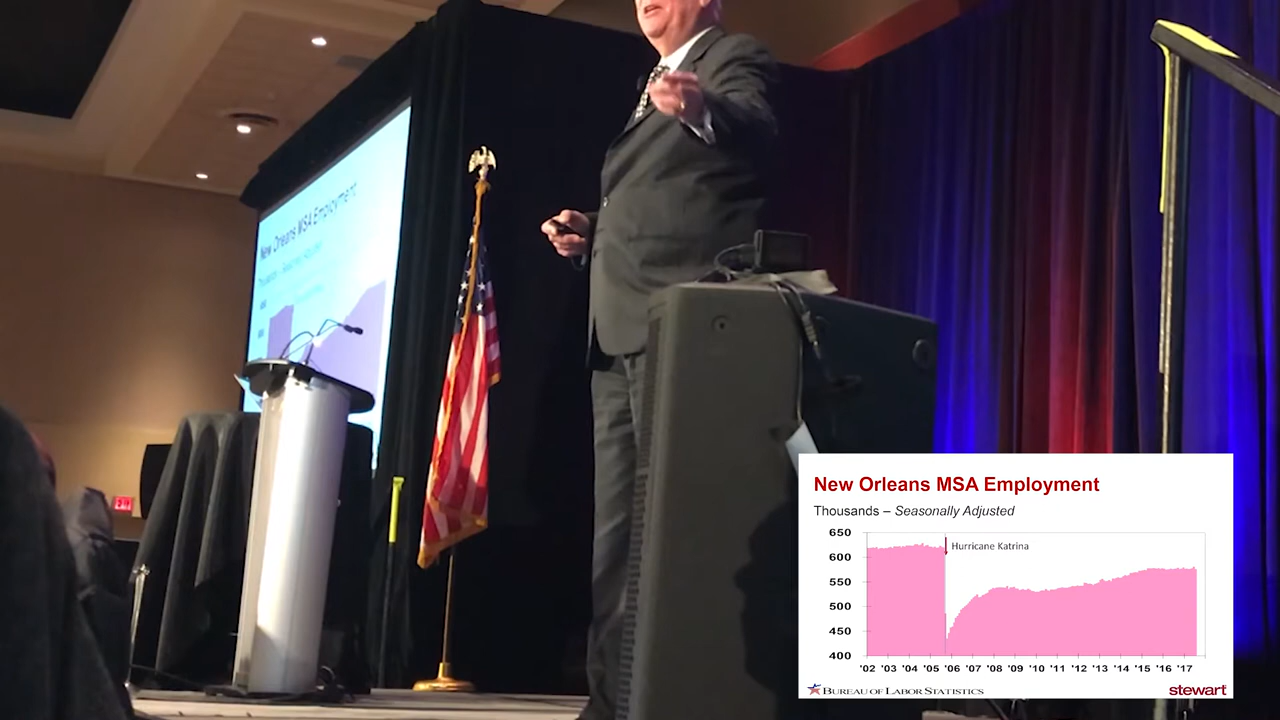 New Orleans MSA Employment
EXIT
New Orleans MSA Employment
Thousands – Seasonally Adjusted
650
600
550
500
450
400
Hurricane Katrina
'02 '03 '04 '05 '06 '07 '08 '09 '10 '11 '12 '13 '14 '15 '16 '17
BUREAU OF LABOR STATISTICS
stewart